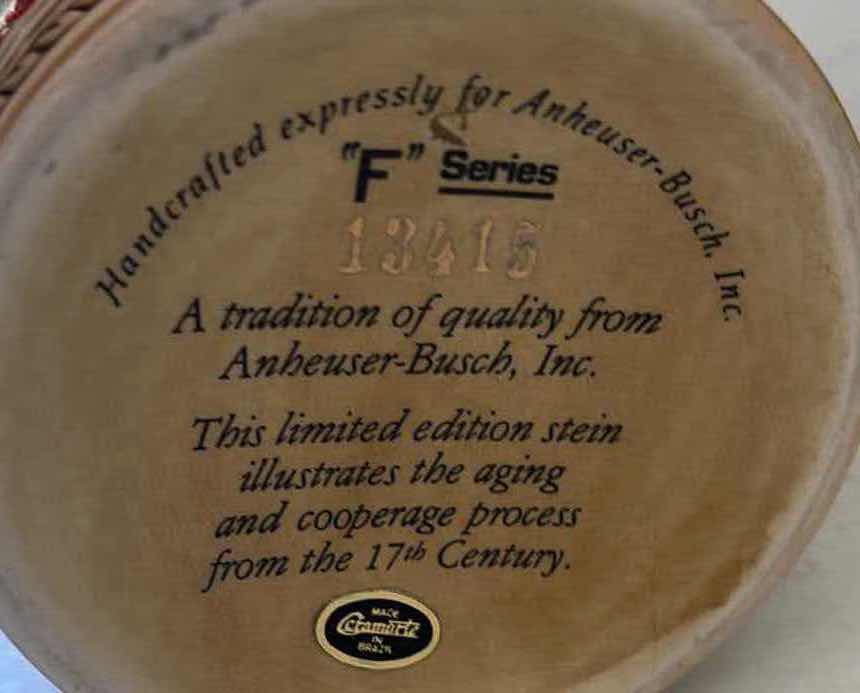 Handcrafted expressly for Anheuser-Busch, Inc.
"F" Series
13415
A tradition of quality from
Anheuser-Busch, Inc.
This limited edition stein
illustrates the aging
and cooperage process
from the 17th Century.
MADE
Ceramarte
IN
BRAZIL